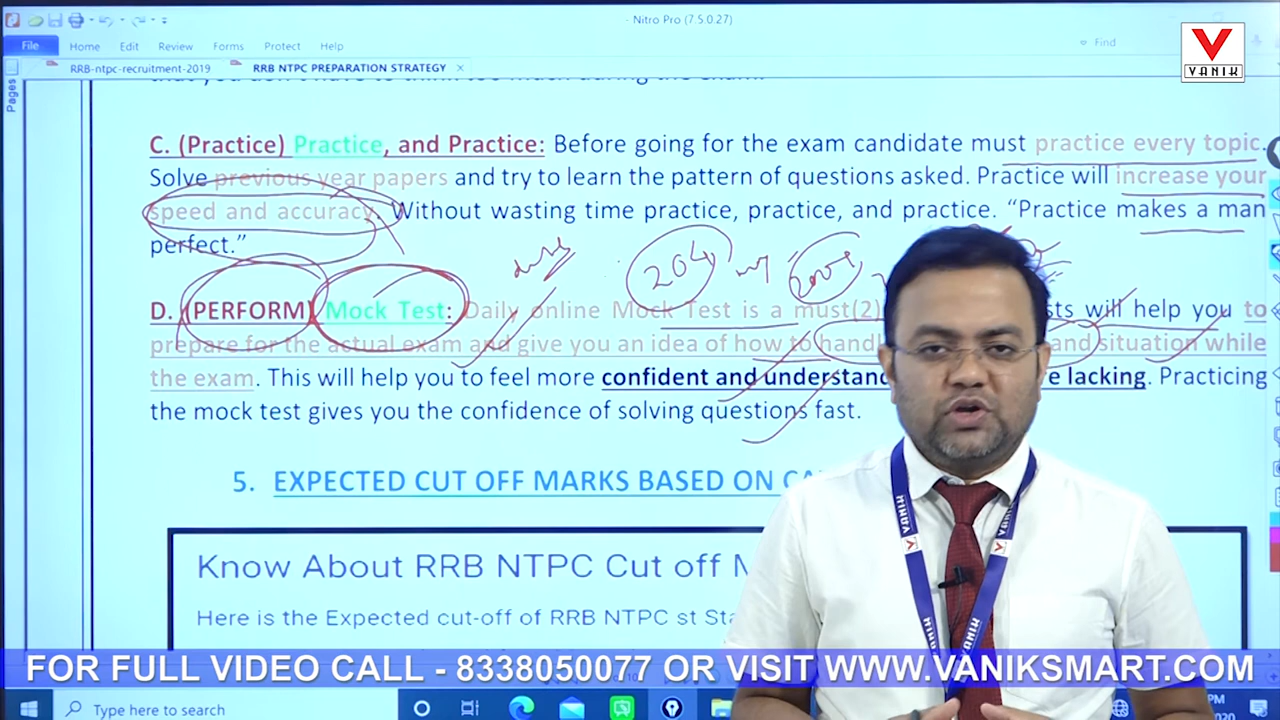 - Nitro Pro (7.5.0.27)
File Home Edit Review Forms Protect Help
Find
RRB-ntpc-recruitment-2019 RRB NTPC PREPARATION STRATEGY ×
Pages
VANIK
C. (Practice) Practice, and Practice: Before going for the exam candidate must practice every topic.
Solve previous year papers and try to learn the pattern of questions asked. Practice will increase your
speed and accuracy. Without wasting time practice, practice, and practice. “Practice makes a man
perfect.”
204
D. (PERFORM) Mock Test: Daily online Mock Test is a must(2) will help you to
prepare for the actual exam and give you an idea of how to and situation while
the exam. This will help you to feel more confident and lacking. Practicing
the mock test gives you the confidence of solving questions fast.
5. EXPECTED CUT OFF MARKS BASED ON
Know About RRB NTPC Cut off
Here is the Expected cut-off of RRB NTPC st
VANIK
FOR FULL VIDEO CALL - 8338050077 OR VISIT WWW.VANIKSMART.COM
Type here to search
PM